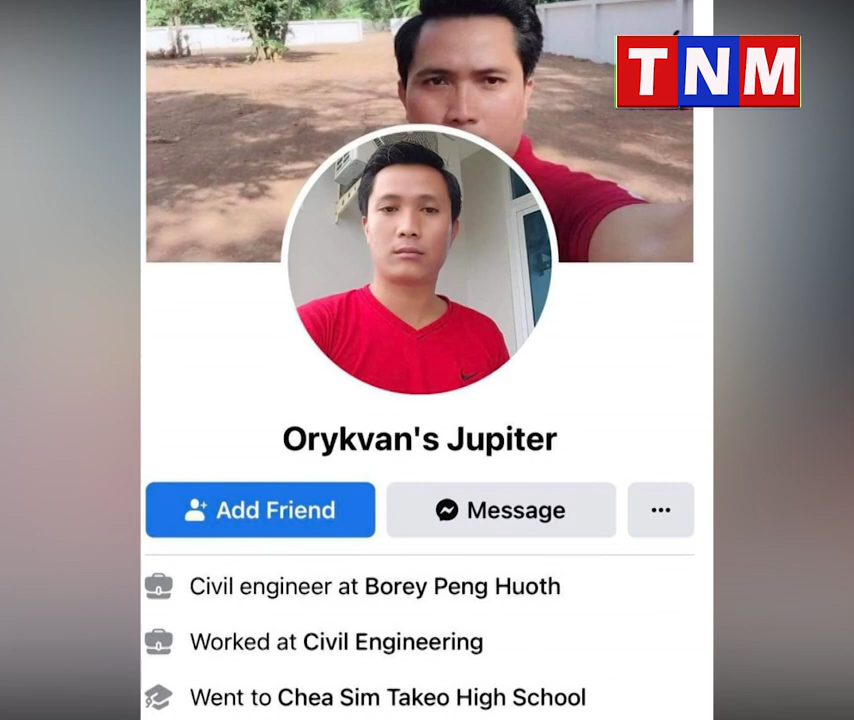 TNM
Orykvan's Jupiter
Add Friend
Message
Civil engineer at Borey Peng Huoth
Worked at Civil Engineering
Went to Chea Sim Takeo High School